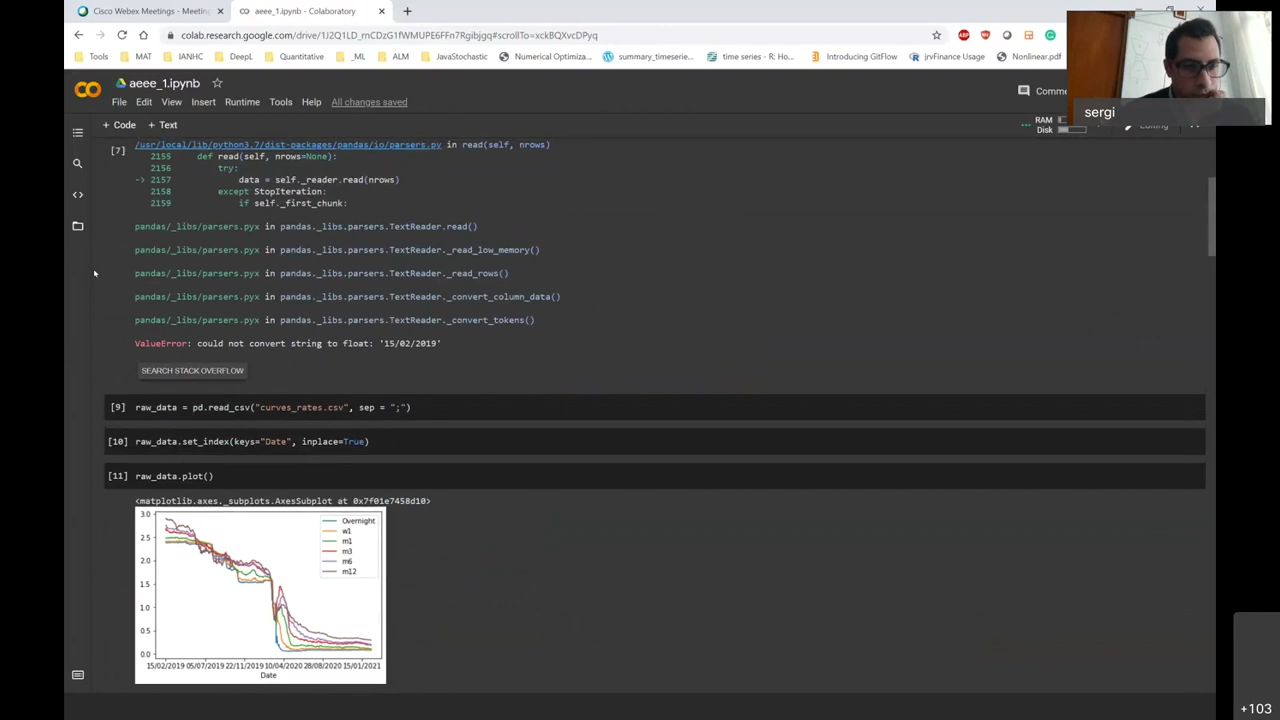 Cisco Webex Meetings - Meeting
aeee_1.ipynb - Colaboratory
colab.research.google.com/drive/1J2Q1LD_mCDzG1fWMUPE6FFn7Rgibjgq#scrollTo=xckBQXvcDPyq
Tools
MAT
IANHC
DeepL
Quantitative
_ML
ALM
JavaStochastic
Numerical Optimiza...
summary_timeserie...
time series - R: Ho...
Introducing GitFlow
jrvFinance Usage
Nonlinear.pdf
aeee_1.ipynb
File Edit View Insert Runtime Tools Help All changes saved
sergi
+ Code + Text
RAM
Disk
Editing
/usr/local/lib/python3.7/dist-packages/pandas/io/parsers.py in read(self, nrows)
[7]
2155 def read(self, nrows=None):
2156 try:
-> 2157 data = self._reader.read(nrows)
2158 except StopIteration:
2159 if self._first_chunk:
pandas/_libs/parsers.pyx in pandas._libs.parsers.TextReader.read()
pandas/_libs/parsers.pyx in pandas._libs.parsers.TextReader._read_low_memory()
pandas/_libs/parsers.pyx in pandas._libs.parsers.TextReader._read_rows()
pandas/_libs/parsers.pyx in pandas._libs.parsers.TextReader._convert_column_data()
pandas/_libs/parsers.pyx in pandas._libs.parsers.TextReader._convert_tokens()
ValueError: could not convert string to float: '15/02/2019'
SEARCH STACK OVERFLOW
[9] raw_data = pd.read_csv("curves_rates.csv", sep = ";")
[10] raw_data.set_index(keys="Date", inplace=True)
[11] raw_data.plot()
<matplotlib.axes._subplots.AxesSubplot at 0x7f01e7458d10>
3.0
2.5
2.0
1.5
1.0
0.5
0.0
Overnight
w1
m1
m3
m6
m12
15/02/2019 05/07/2019 22/11/2019 10/04/2020 28/08/2020 15/01/2021
Date
+103